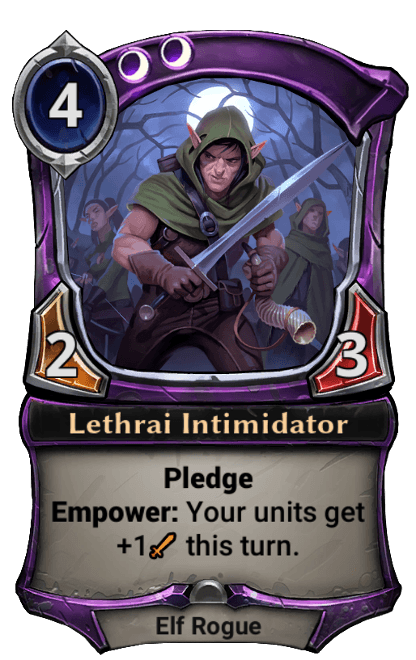 4
2
3
Lethrai Intimidator
Pledge
Empower: Your units get
+1 this turn.
Elf Rogue